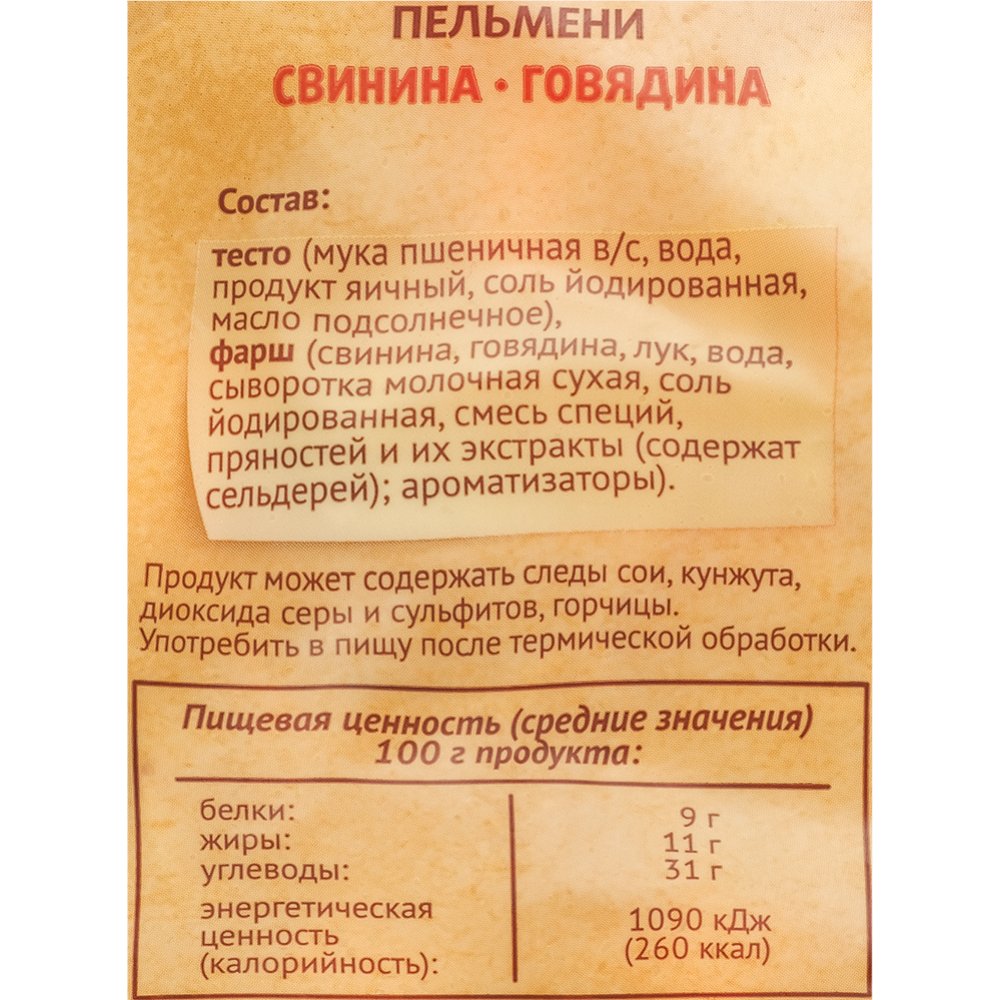 ПЕЛЬМЕНИ
СВИНИНА • ГОВЯДИНА
Состав:
тесто (мука пшеничная в/с, вода,
продукт яичный, соль йодированная,
масло подсолнечное),
фарш (свинина, говядина, лук, вода,
сыворотка молочная сухая, соль
йодированная, смесь специй,
пряностей и их экстракты (содержат
сельдерей); ароматизаторы).
Продукт может содержать следы сои, кунжута,
диоксида серы и сульфитов, горчицы.
Употребить в пищу после термической обработки.
Пищевая ценность (средние значения)
100 г продукта:
белки: 9 г
жиры: 11 г
углеводы: 31 г
энергетическая
ценность 1090 кДж
(калорийность): (260 ккал)